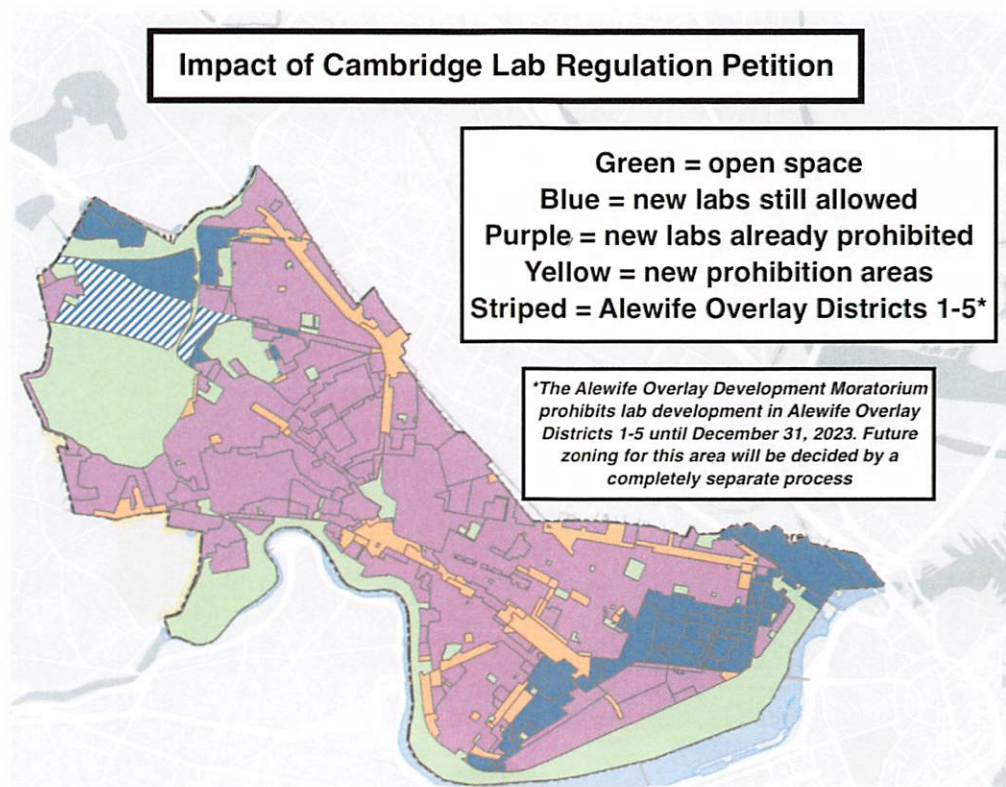 Impact of Cambridge Lab Regulation Petition
Green = open space
Blue = new labs still allowed
Purple = new labs already prohibited
Yellow = new prohibition areas
Striped = Alewife Overlay Districts 1-5*
*The Alewife Overlay Development Moratorium
prohibits lab development in Alewife Overlay
Districts 1-5 until December 31, 2023. Future
zoning for this area will be decided by a
completely separate process